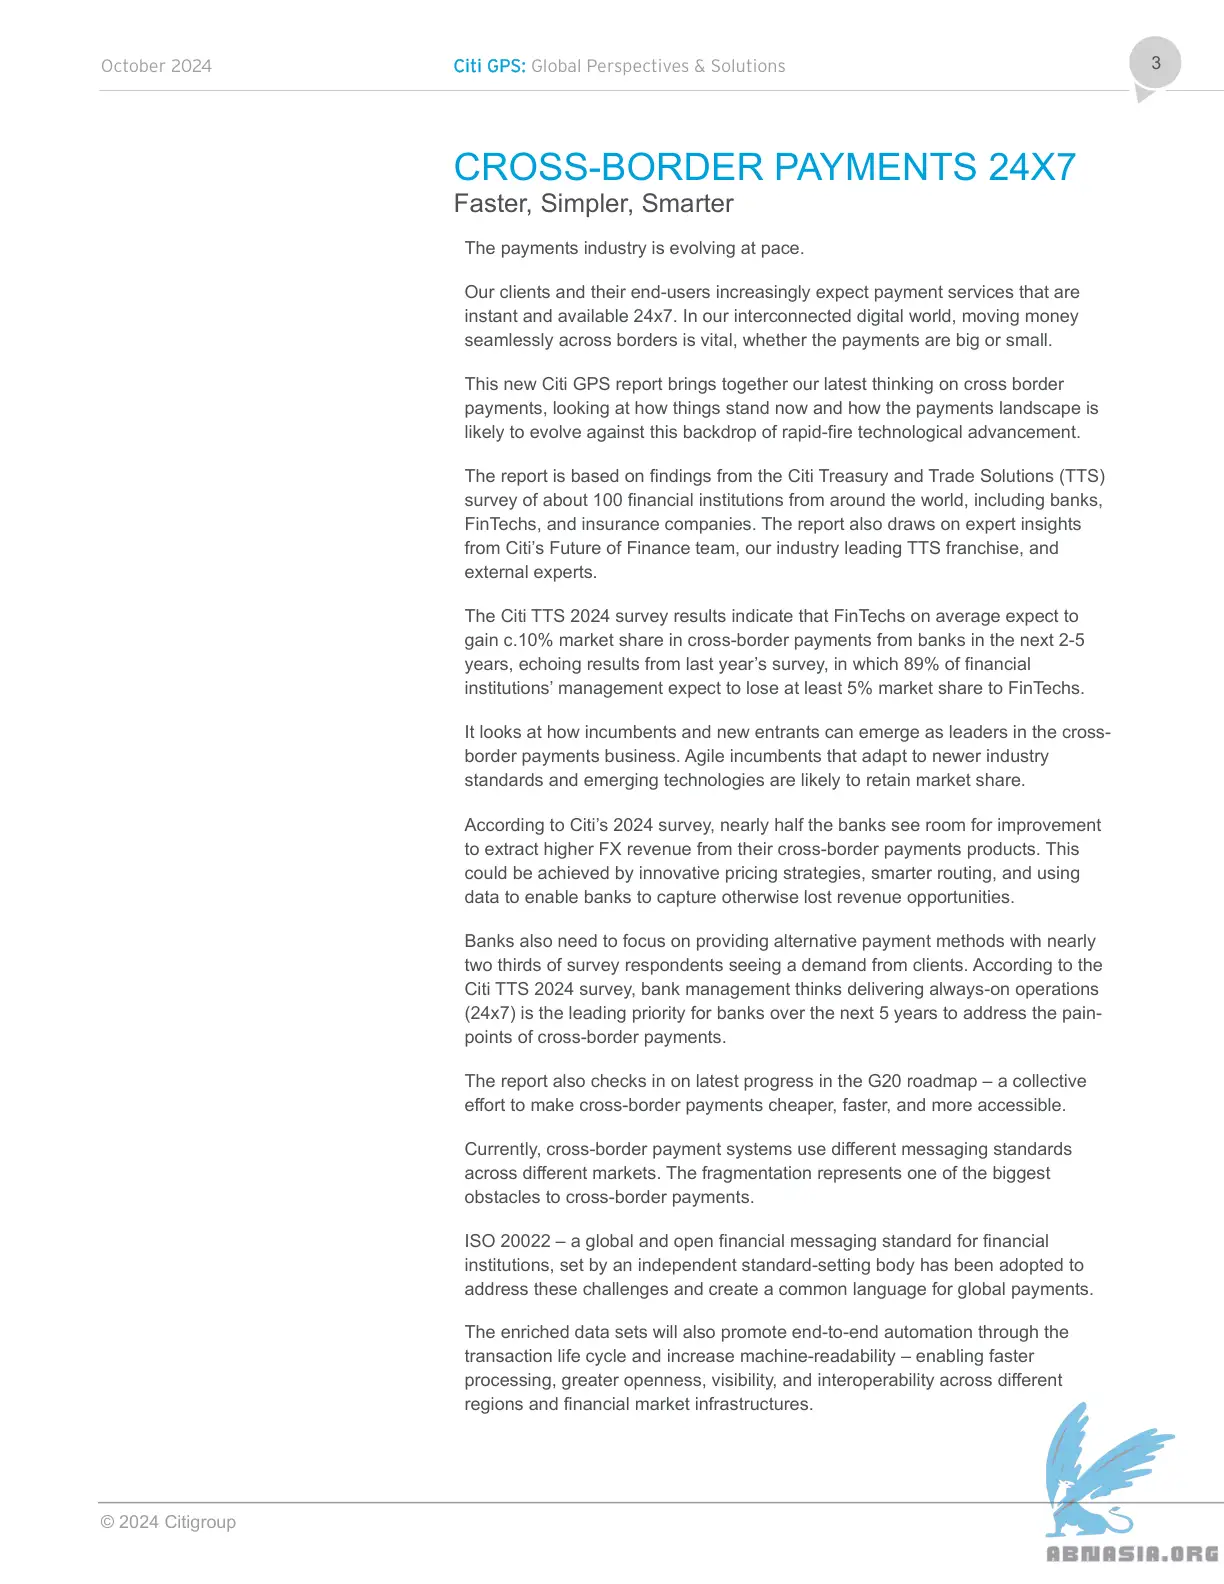 October 2024
Citi GPS: Global Perspectives & Solutions
3
CROSS-BORDER PAYMENTS 24X7
Faster, Simpler, Smarter
The payments industry is evolving at pace.
Our clients and their end-users increasingly expect payment services that are
instant and available 24x7. In our interconnected digital world, moving money
seamlessly across borders is vital, whether the payments are big or small.
This new Citi GPS report brings together our latest thinking on cross border
payments, looking at how things stand now and how the payments landscape is
likely to evolve against this backdrop of rapid-fire technological advancement.
The report is based on findings from the Citi Treasury and Trade Solutions (TTS)
survey of about 100 financial institutions from around the world, including banks,
FinTechs, and insurance companies. The report also draws on expert insights
from Citi’s Future of Finance team, our industry leading TTS franchise, and
external experts.
The Citi TTS 2024 survey results indicate that FinTechs on average expect to
gain c.10% market share in cross-border payments from banks in the next 2-5
years, echoing results from last year’s survey, in which 89% of financial
institutions’ management expect to lose at least 5% market share to FinTechs.
It looks at how incumbents and new entrants can emerge as leaders in the cross-
border payments business. Agile incumbents that adapt to newer industry
standards and emerging technologies are likely to retain market share.
According to Citi’s 2024 survey, nearly half the banks see room for improvement
to extract higher FX revenue from their cross-border payments products. This
could be achieved by innovative pricing strategies, smarter routing, and using
data to enable banks to capture otherwise lost revenue opportunities.
Banks also need to focus on providing alternative payment methods with nearly
two thirds of survey respondents seeing a demand from clients. According to the
Citi TTS 2024 survey, bank management thinks delivering always-on operations
(24x7) is the leading priority for banks over the next 5 years to address the pain-
points of cross-border payments.
The report also checks in on latest progress in the G20 roadmap – a collective
effort to make cross-border payments cheaper, faster, and more accessible.
Currently, cross-border payment systems use different messaging standards
across different markets. The fragmentation represents one of the biggest
obstacles to cross-border payments.
ISO 20022 – a global and open financial messaging standard for financial
institutions, set by an independent standard-setting body has been adopted to
address these challenges and create a common language for global payments.
The enriched data sets will also promote end-to-end automation through the
transaction life cycle and increase machine-readability – enabling faster
processing, greater openness, visibility, and interoperability across different
regions and financial market infrastructures.
© 2024 Citigroup
ABNASIA.ORG